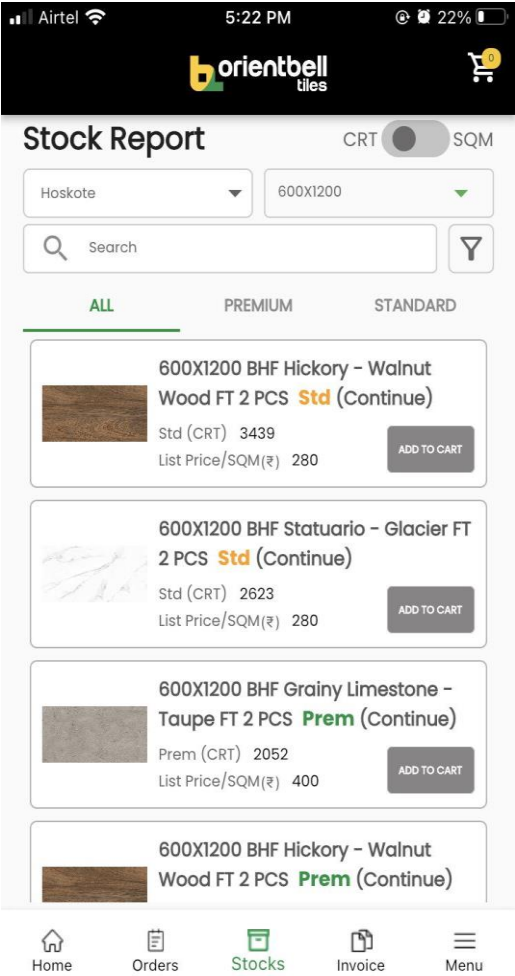 Airtel 5:22 PM 22%
orientbell
tiles
0
Stock Report CRT SQM
Hoskote 600X1200
Search
ALL PREMIUM STANDARD
600X1200 BHF Hickory - Walnut
Wood FT 2 PCS Std (Continue)
Std (CRT) 3439
List Price/SQM(₹) 280
ADD TO CART
600X1200 BHF Statuario - Glacier FT
2 PCS Std (Continue)
Std (CRT) 2623
List Price/SQM(₹) 280
ADD TO CART
600X1200 BHF Grainy Limestone -
Taupe FT 2 PCS Prem (Continue)
Prem (CRT) 2052
List Price/SQM(₹) 400
ADD TO CART
600X1200 BHF Hickory - Walnut
Wood FT 2 PCS Prem (Continue)
Home Orders Stocks Invoice Menu